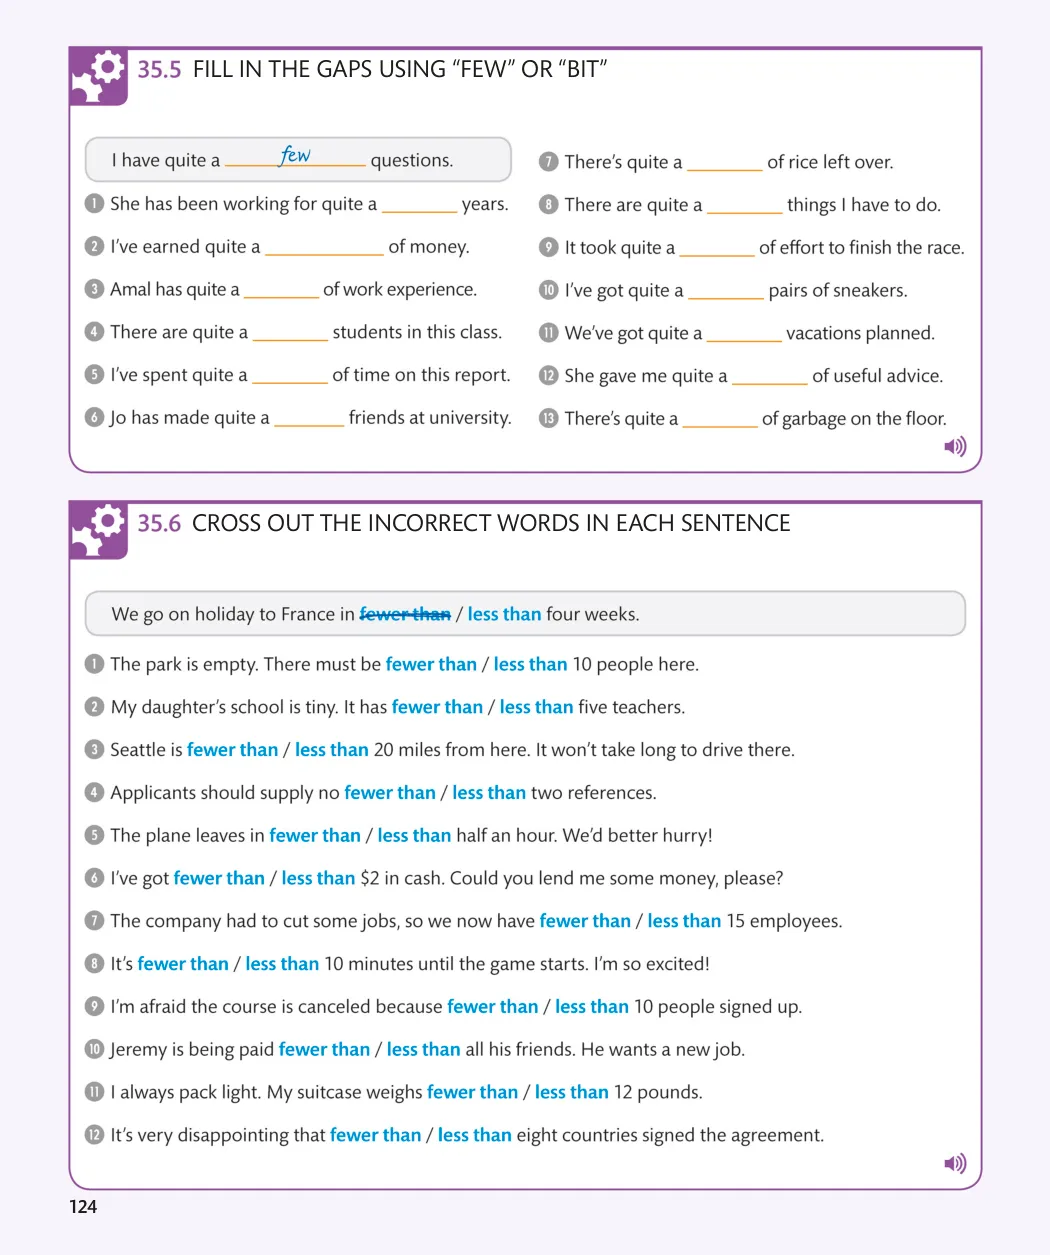 35.5 FILL IN THE GAPS USING “FEW” OR “BIT”
I have quite a few questions.
1 She has been working for quite a ________ years.
2 I’ve earned quite a ____________ of money.
3 Amal has quite a ________ of work experience.
4 There are quite a ________ students in this class.
5 I’ve spent quite a ________ of time on this report.
6 Jo has made quite a ________ friends at university.
7 There’s quite a ________ of rice left over.
8 There are quite a ________ things I have to do.
9 It took quite a ________ of effort to finish the race.
10 I’ve got quite a ________ pairs of sneakers.
11 We’ve got quite a ________ vacations planned.
12 She gave me quite a ________ of useful advice.
13 There’s quite a ________ of garbage on the floor.
35.6 CROSS OUT THE INCORRECT WORDS IN EACH SENTENCE
We go on holiday to France in fewer than / less than four weeks.
1 The park is empty. There must be fewer than / less than 10 people here.
2 My daughter’s school is tiny. It has fewer than / less than five teachers.
3 Seattle is fewer than / less than 20 miles from here. It won’t take long to drive there.
4 Applicants should supply no fewer than / less than two references.
5 The plane leaves in fewer than / less than half an hour. We’d better hurry!
6 I’ve got fewer than / less than $2 in cash. Could you lend me some money, please?
7 The company had to cut some jobs, so we now have fewer than / less than 15 employees.
8 It’s fewer than / less than 10 minutes until the game starts. I’m so excited!
9 I’m afraid the course is canceled because fewer than / less than 10 people signed up.
10 Jeremy is being paid fewer than / less than all his friends. He wants a new job.
11 I always pack light. My suitcase weighs fewer than / less than 12 pounds.
12 It’s very disappointing that fewer than / less than eight countries signed the agreement.
124